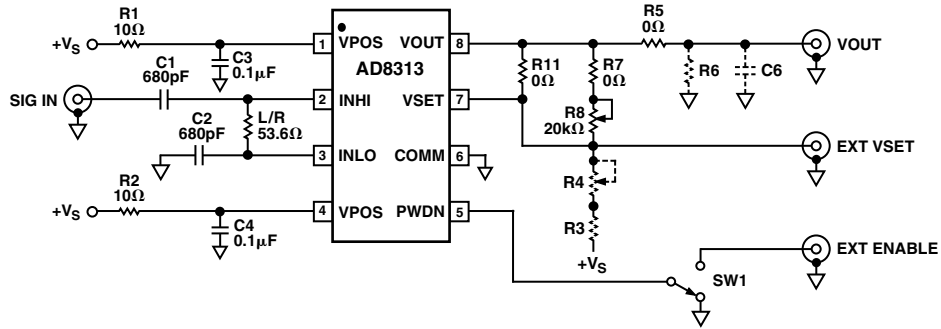 R1
10Ω
+VS
C3
0.1μF
C1
680pF
SIG IN
C2
680pF
L/R
53.6Ω
R2
10Ω
+VS
C4
0.1μF
1 VPOS VOUT 8
AD8313
2 INHI VSET 7
3 INLO COMM 6
4 VPOS PWDN 5
R11
0Ω
R7
0Ω
R8
20kΩ
R4
R3
+VS
R5
0Ω
R6
C6
VOUT
EXT VSET
EXT ENABLE
SW1